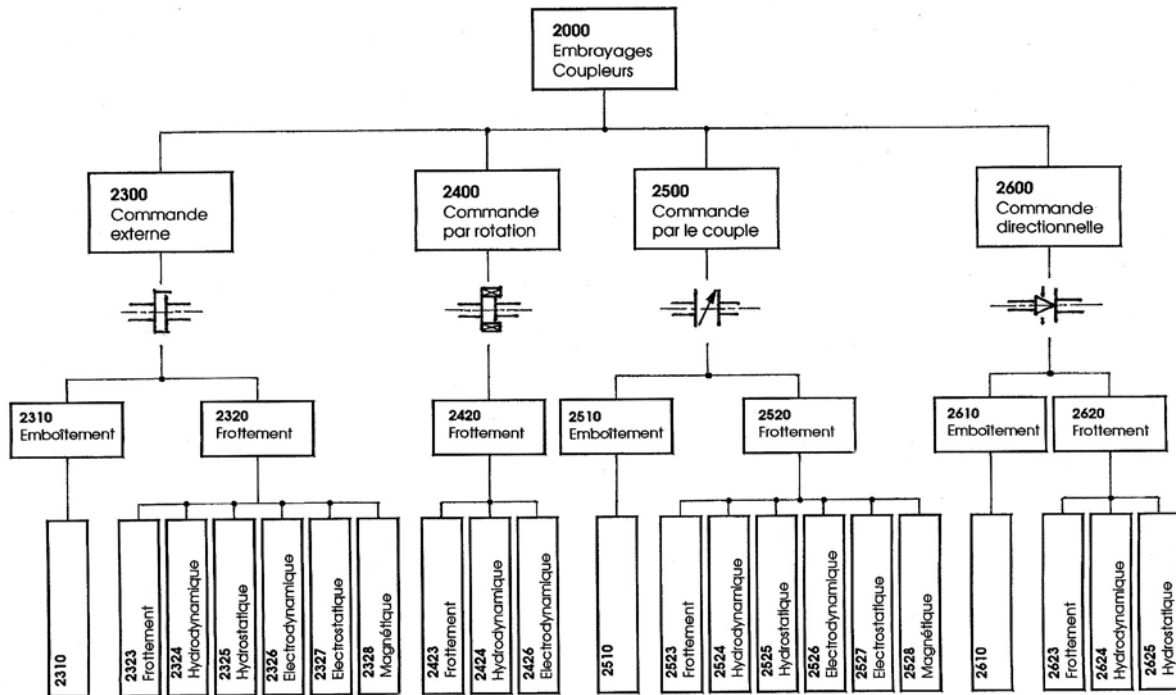 2000
Embrayages
Coupleurs
2300
Commande
externe
2400
Commande
par rotation
2500
Commande
par le couple
2600
Commande
directionnelle
2310
Emboîtement
2320
Frottement
2420
Frottement
2510
Emboîtement
2520
Frottement
2610
Emboîtement
2620
Frottement
2310
2323
Frottement
2324
Hydrodynamique
2325
Hydrostatique
2326
Electrodynamique
2327
Electrostatique
2328
Magnétique
2423
Frottement
2424
Hydrodynamique
2426
Electrodynamique
2510
2523
Frottement
2524
Hydrodynamique
2525
Hydrostatique
2526
Electrodynamique
2527
Electrostatique
2528
Magnétique
2610
2623
Frottement
2624
Hydrodynamique
2625
Hydrostatique